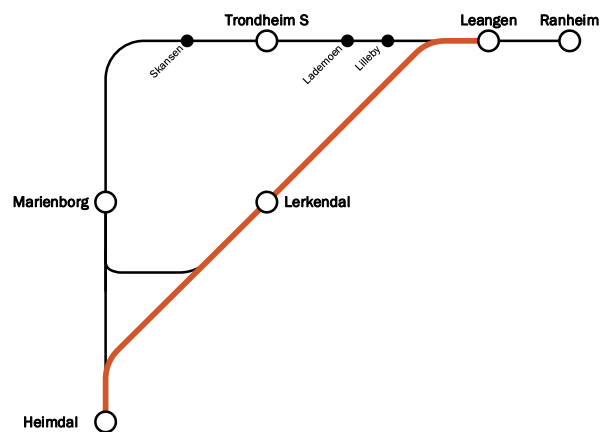 Trondheim S
Leangen
Ranheim
Skansen
Lademoen
Lilleby
Marienborg
Lerkendal
Heimdal